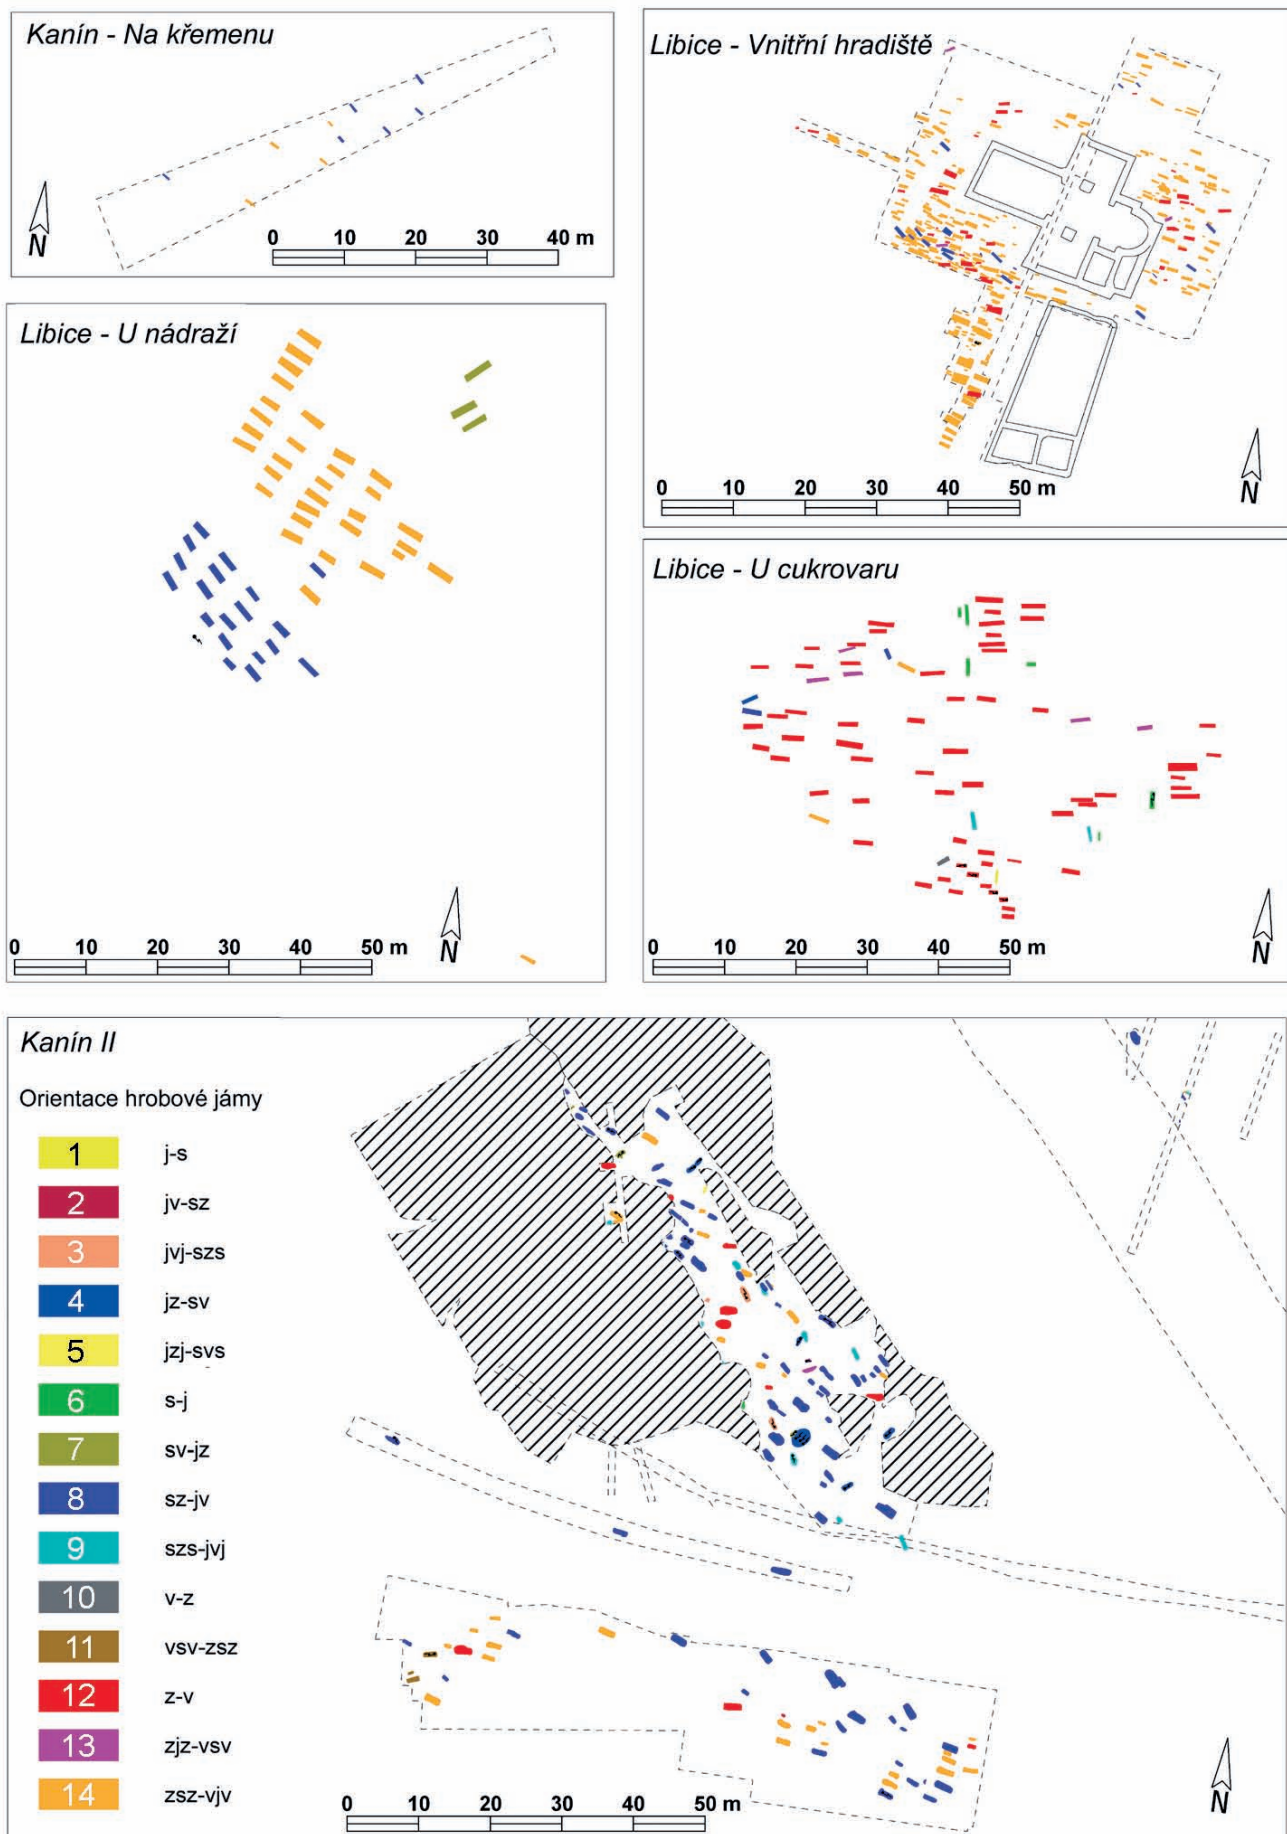 Kanín - Na křemenu
N
0 10 20 30 40 m
Libice - Vnitřní hradiště
0 10 20 30 40 50 m
N
Libice - U nádraží
N
0 10 20 30 40 50 m
Libice - U cukrovaru
0 10 20 30 40 50 m
N
Kanín II
Orientace hrobové jámy
1 j-s
2 jv-sz
3 jvj-szs
4 jz-sv
5 jzj-svs
6 s-j
7 sv-jz
8 sz-jv
9 szs-jvj
10 v-z
11 vsv-zsz
12 z-v
13 zjz-vsv
14 zsz-vjv
0 10 20 30 40 50 m
N